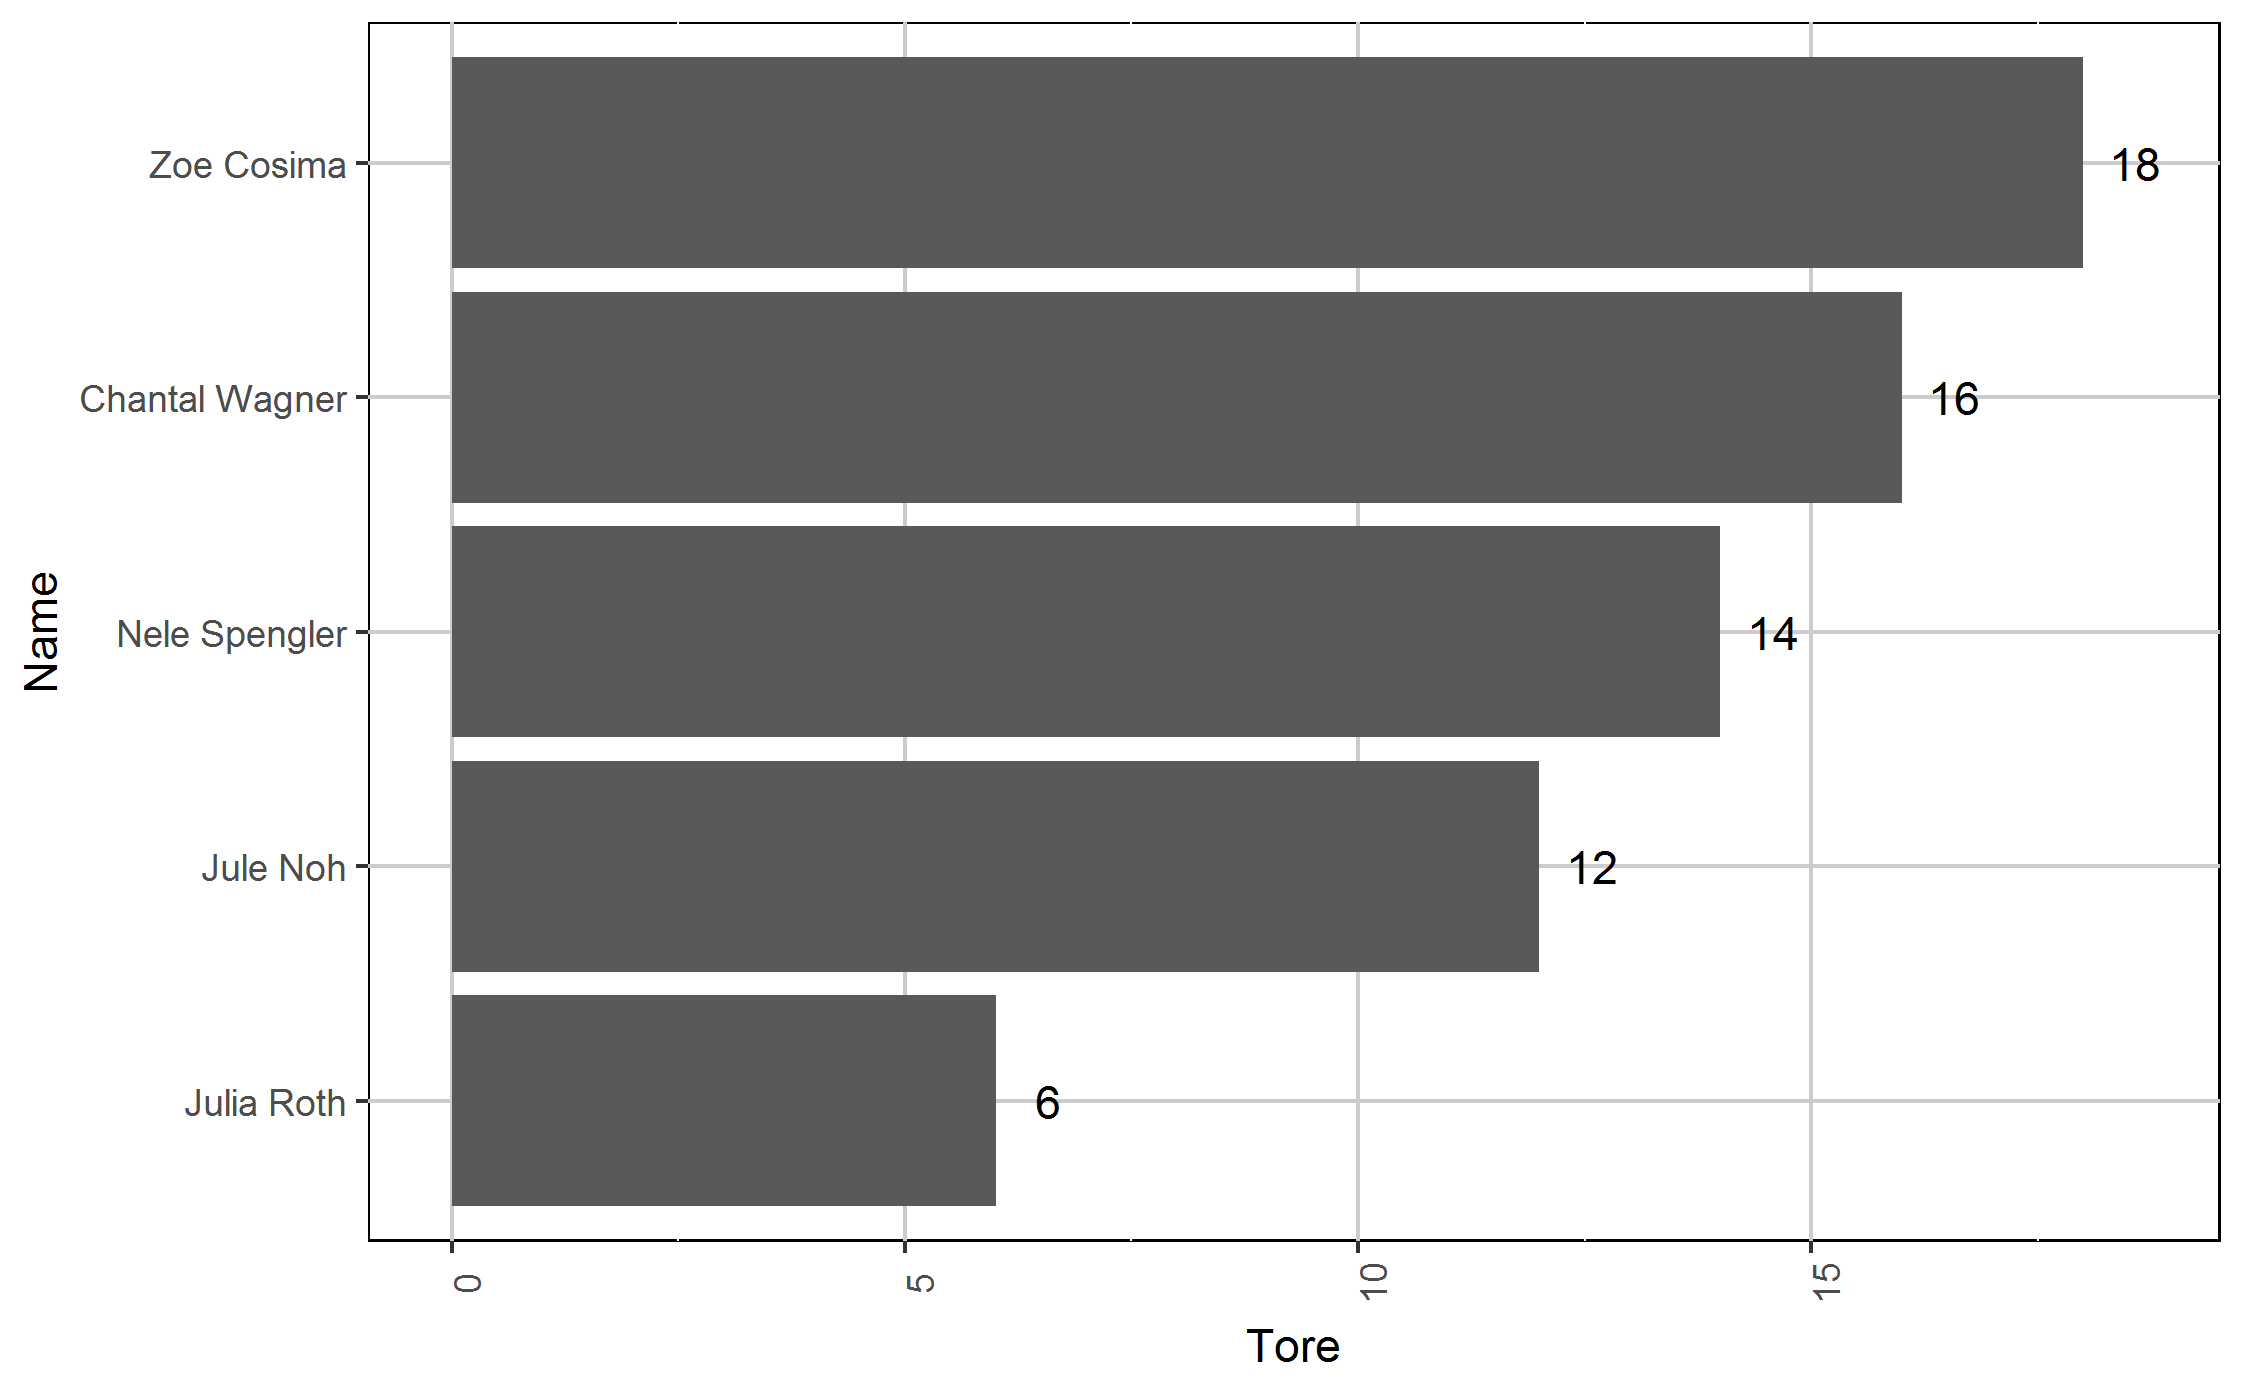 Zoe Cosima 18
Chantal Wagner 16
Nele Spengler 14
Jule Noh 12
Julia Roth 6
Name
0 5 10 15
Tore